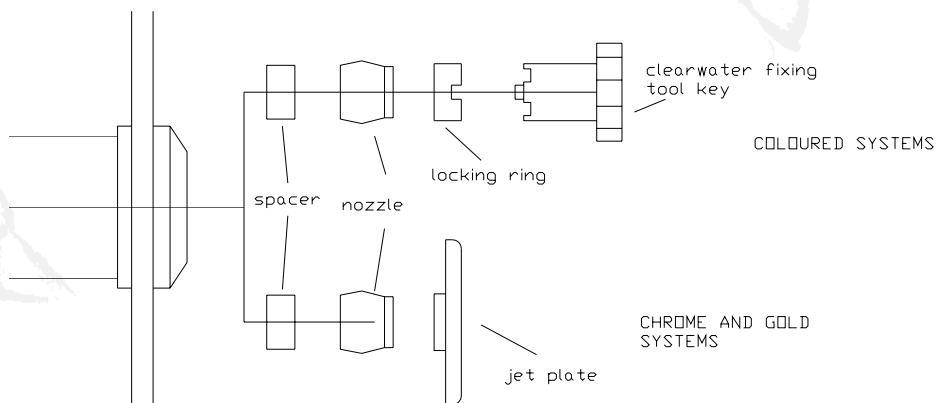 clearwater fixing
tool key
COLOURED SYSTEMS
locking ring
spacer
nozzle
CHROME AND GOLD
SYSTEMS
jet plate